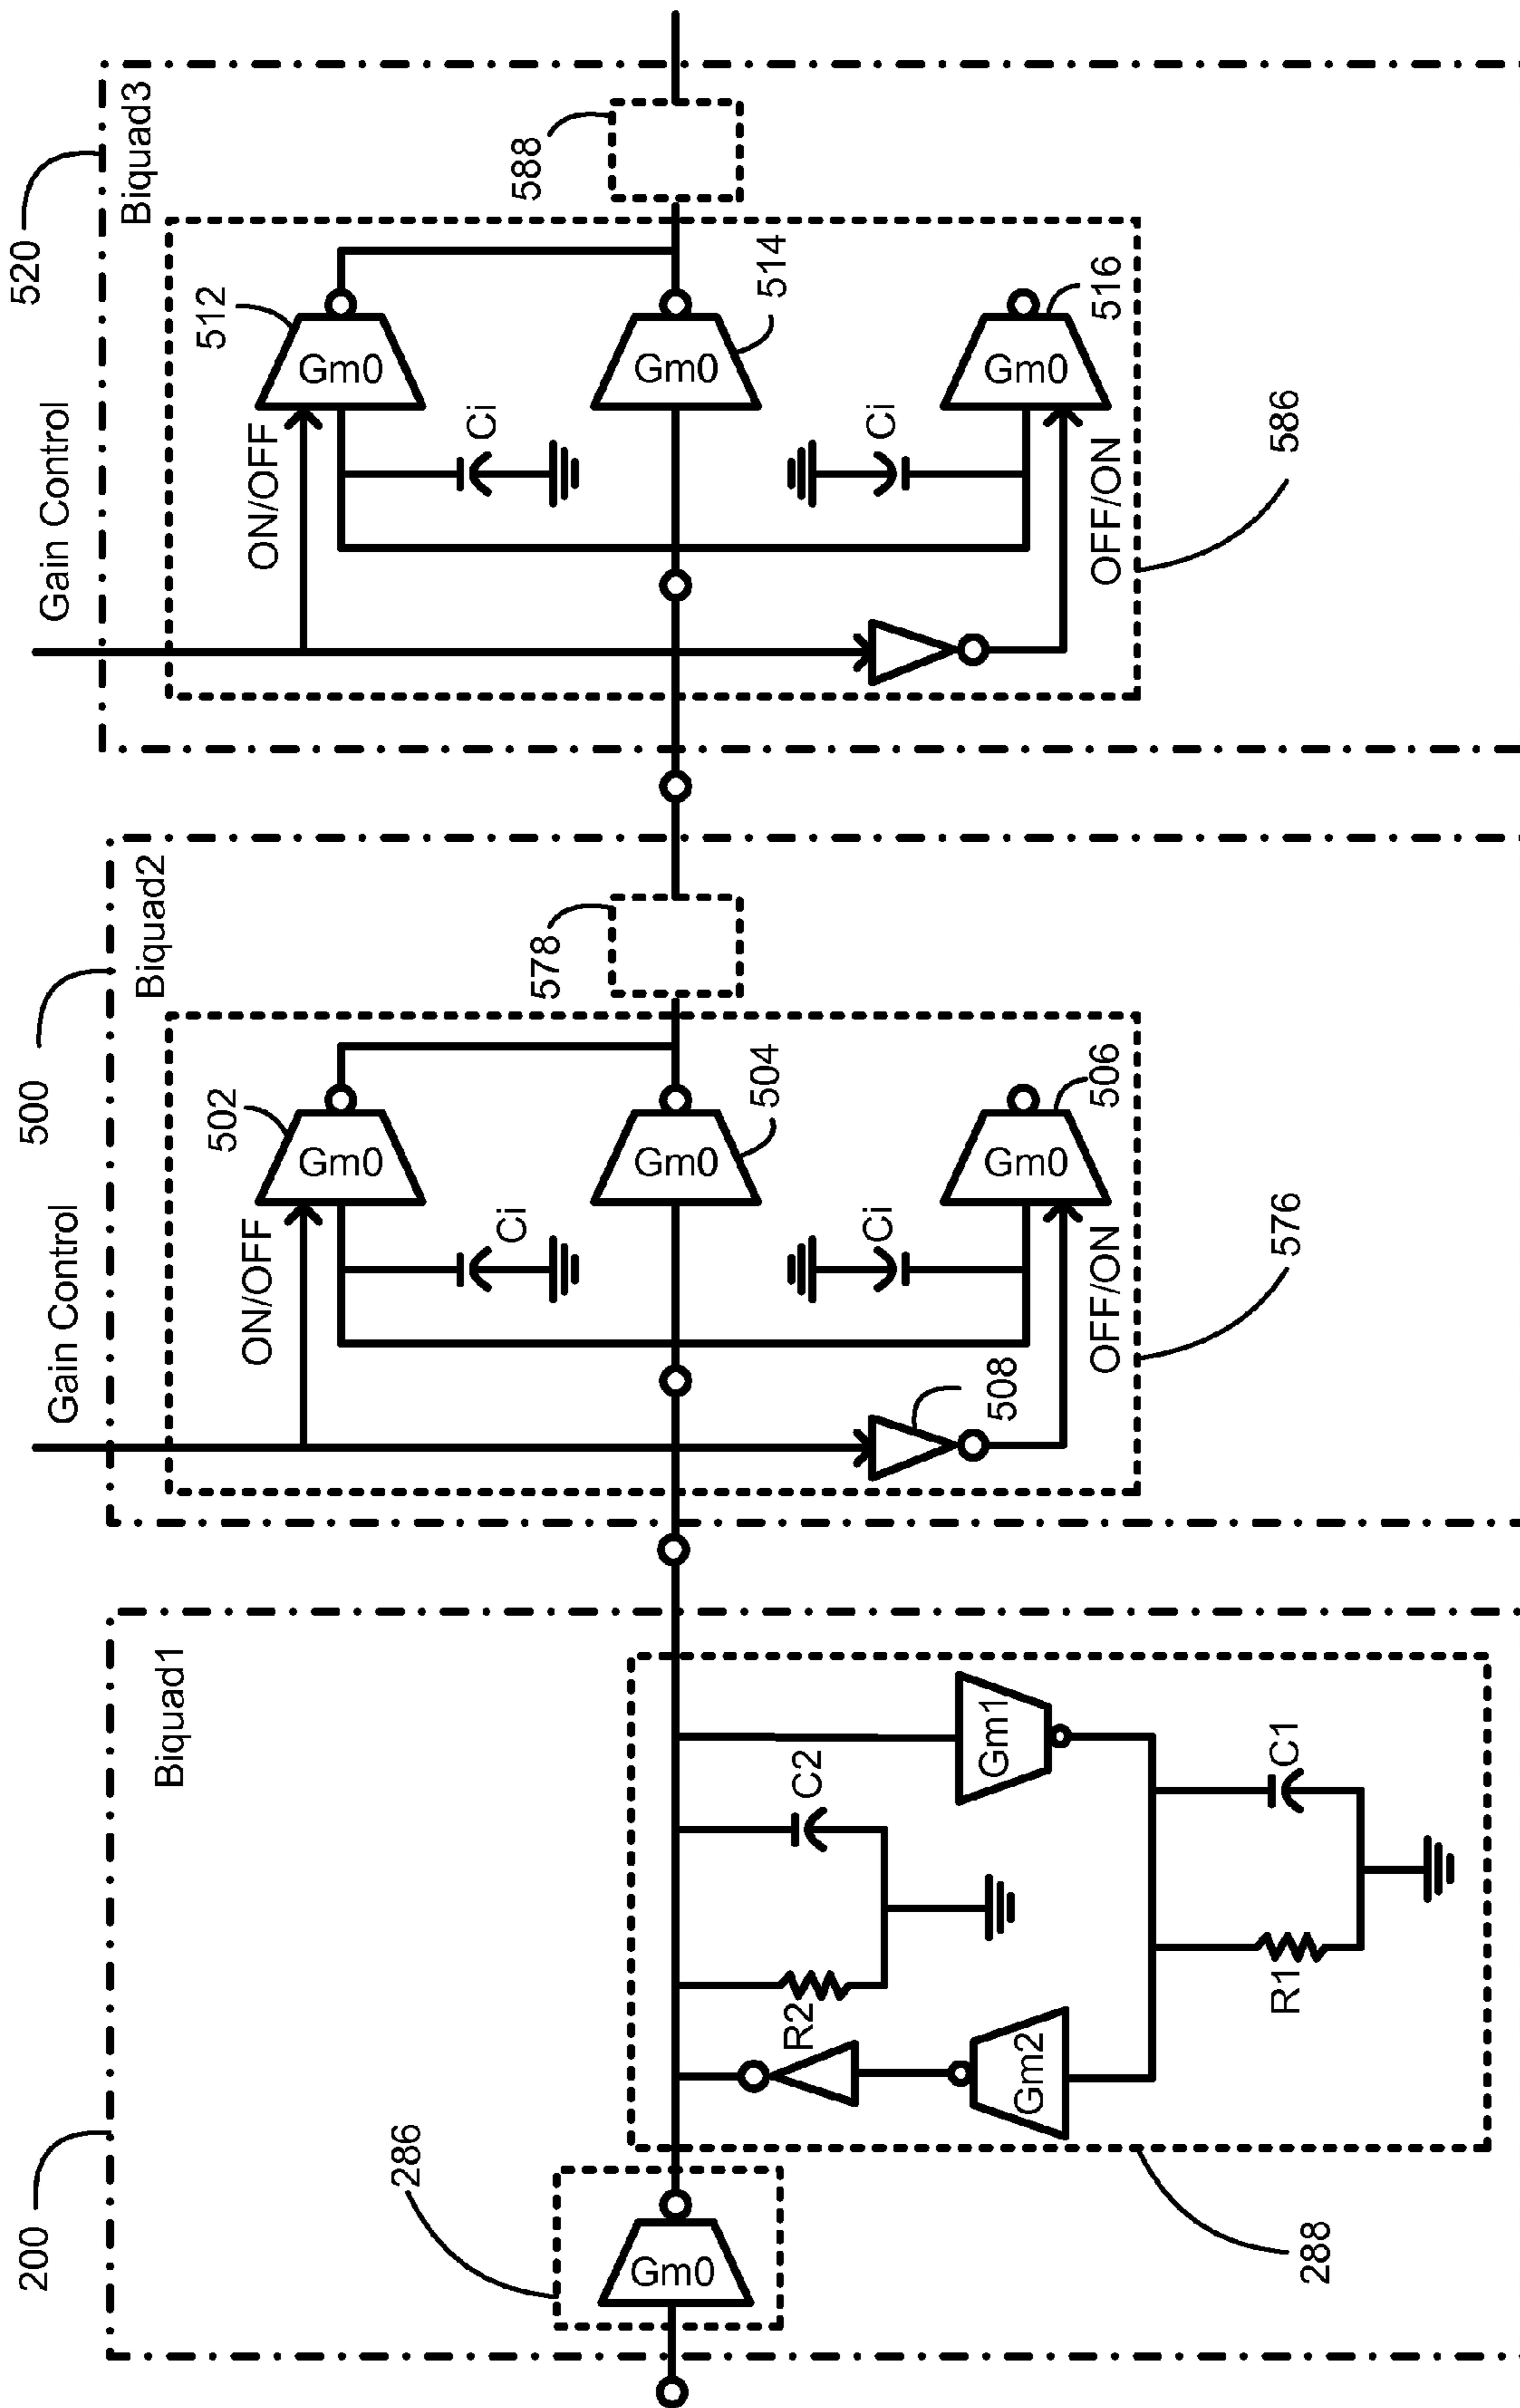 200
500
520
Gain Control
Gain Control
Biquad1
Biquad2
Biquad3
286
Gm0
288
R2
C2
Gm2
Gm1
R1
C1
ON/OFF
502
Gm0
Ci
504
Gm0
578
Ci
508
506
Gm0
OFF/ON
576
ON/OFF
512
Gm0
Ci
514
Gm0
588
Ci
516
Gm0
OFF/ON
586